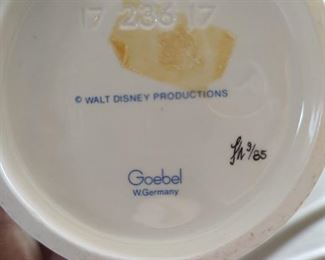 17 236 17
© WALT DISNEY PRODUCTIONS
3/85
Goebel
W.Germany